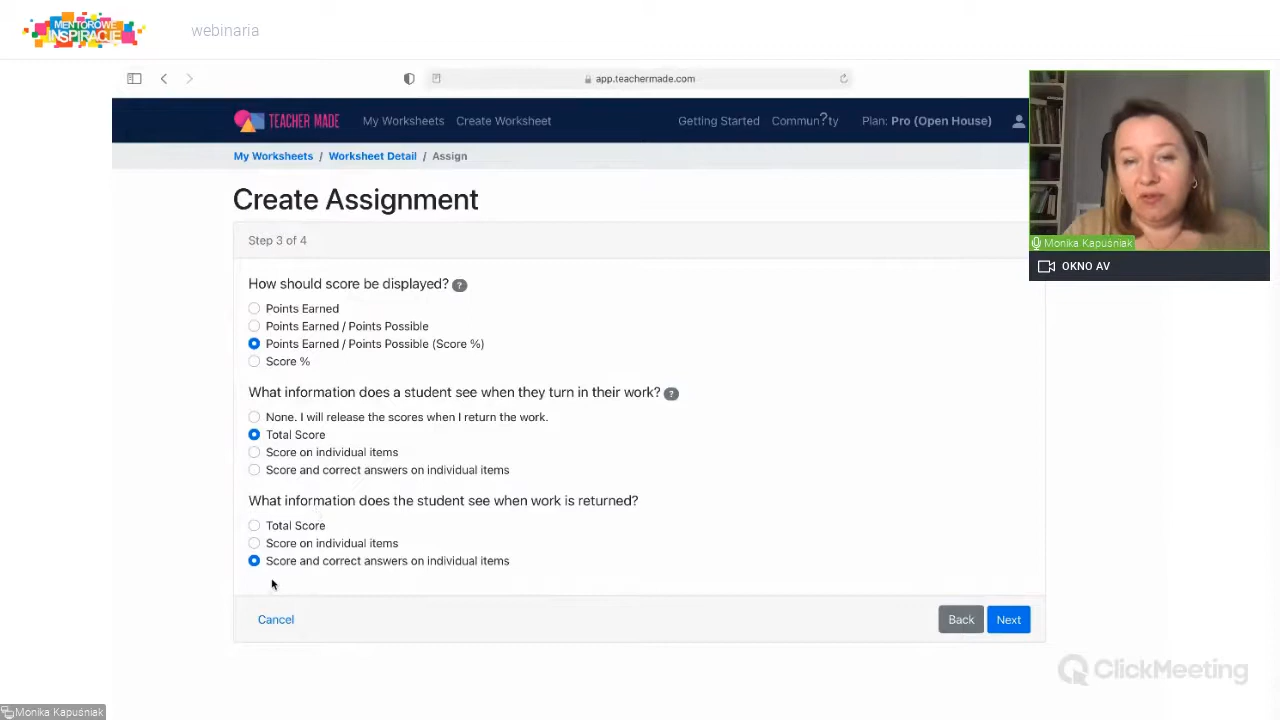 MENTOROWE
INSPIRACJE
webinaria
app.teachermade.com
TEACHER MADE
My Worksheets
Create Worksheet
Getting Started
Commun?ty
Plan: Pro (Open House)
My Worksheets / Worksheet Detail / Assign
Create Assignment
Step 3 of 4
How should score be displayed? ?
Points Earned
Points Earned / Points Possible
Points Earned / Points Possible (Score %)
Score %
What information does a student see when they turn in their work? ?
None. I will release the scores when I return the work.
Total Score
Score on individual items
Score and correct answers on individual items
What information does the student see when work is returned?
Total Score
Score on individual items
Score and correct answers on individual items
Cancel
Back
Next
Monika Kapuśniak
OKNO AV
ClickMeeting
Monika Kapuśniak